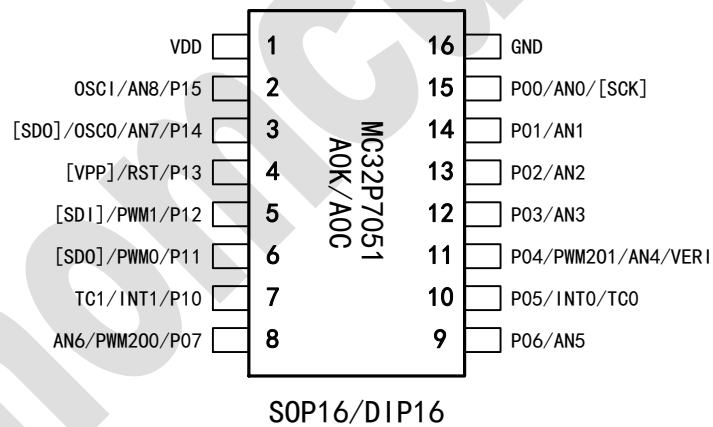 VDD 1 16 GND
OSCI/AN8/P15 2 15 P00/AN0/[SCK]
[SDO]/OSCO/AN7/P14 3 14 P01/AN1
[VPP]/RST/P13 4 13 P02/AN2
[SDI]/PWM1/P12 5 12 P03/AN3
[SDO]/PWM0/P11 6 11 P04/PWM201/AN4/VERI
TC1/INT1/P10 7 10 P05/INT0/TC0
AN6/PWM200/P07 8 9 P06/AN5
MC32P7051
A0K/A0C
SOP16/DIP16